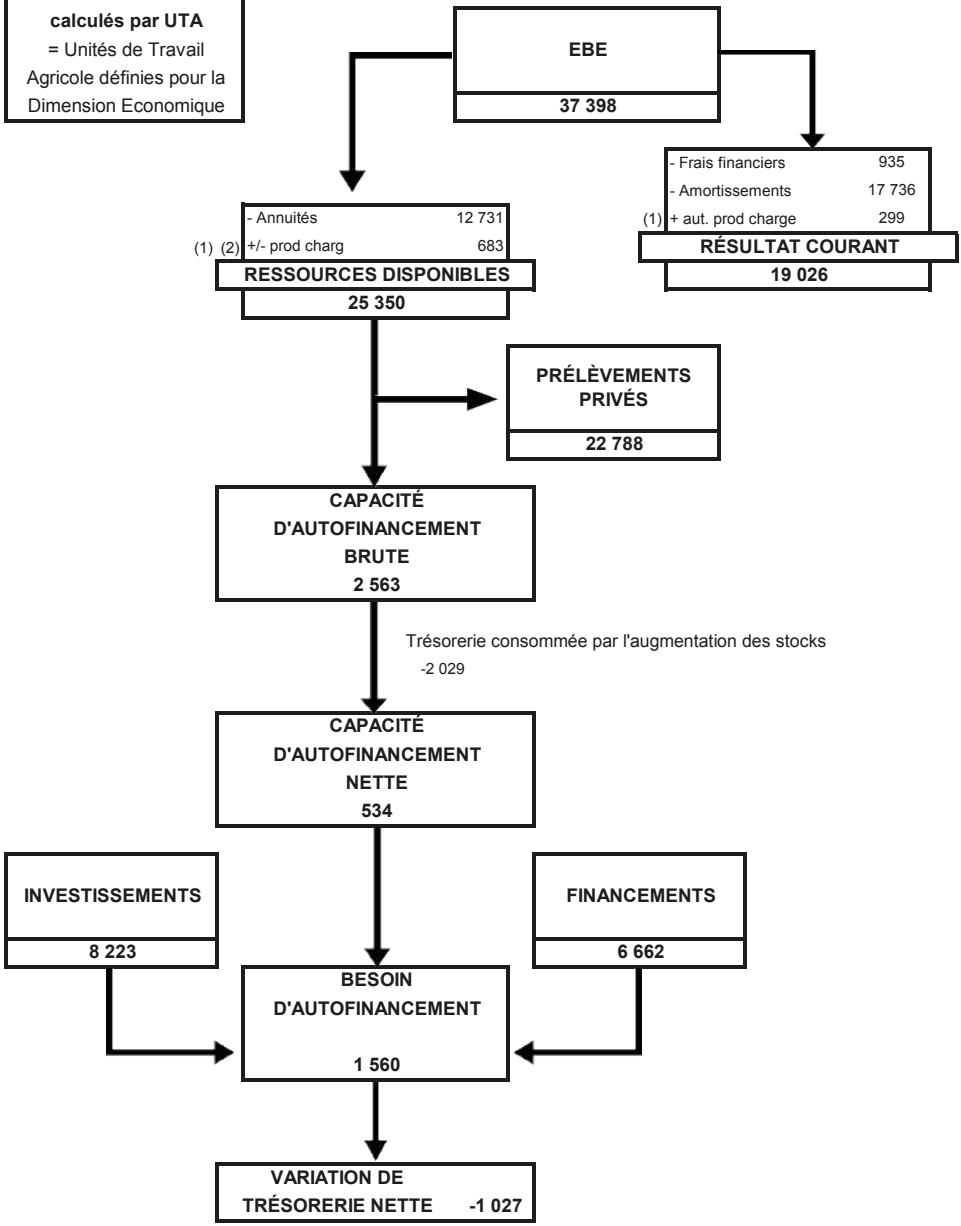 calculés par UTA
= Unités de Travail
Agricole définies pour la
Dimension Economique
EBE
37 398
- Frais financiers 935
- Amortissements 17 736
(1) + aut. prod charge 299
RÉSULTAT COURANT
19 026
- Annuités 12 731
(1) (2) +/- prod charg 683
RESSOURCES DISPONIBLES
25 350
PRÉLÈVEMENTS
PRIVÉS
22 788
CAPACITÉ
D'AUTOFINANCEMENT
BRUTE
2 563
Trésorerie consommée par l'augmentation des stocks
-2 029
CAPACITÉ
D'AUTOFINANCEMENT
NETTE
534
INVESTISSEMENTS
8 223
FINANCEMENTS
6 662
BESOIN
D'AUTOFINANCEMENT
1 560
VARIATION DE
TRÉSORERIE NETTE -1 027